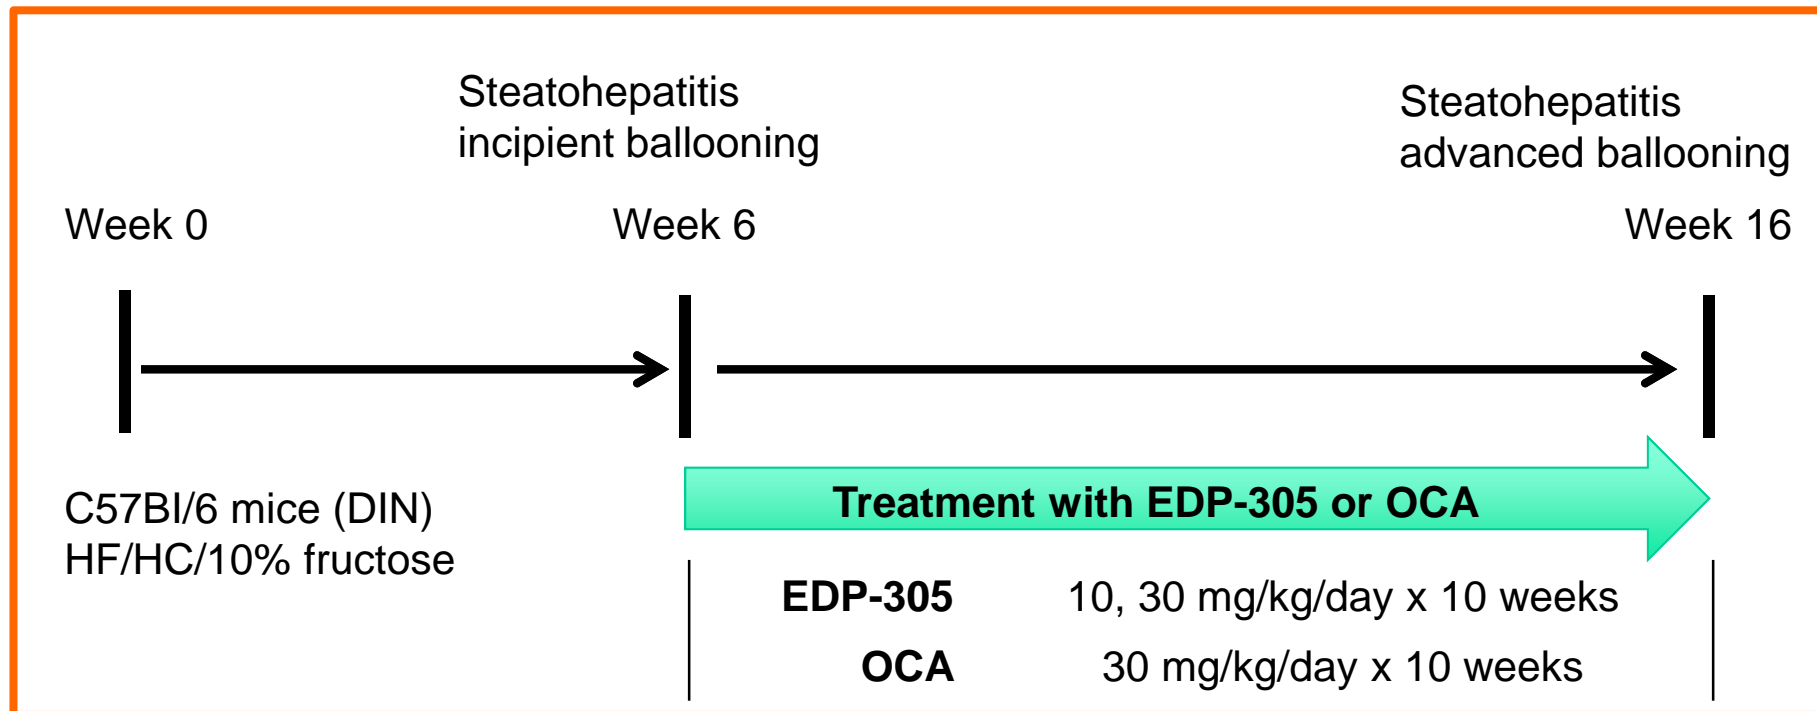 Steatohepatitis
incipient ballooning
Steatohepatitis
advanced ballooning
Week 0
Week 6
Week 16
C57Bl/6 mice (DIN)
HF/HC/10% fructose
Treatment with EDP-305 or OCA
EDP-305 10, 30 mg/kg/day x 10 weeks
OCA 30 mg/kg/day x 10 weeks